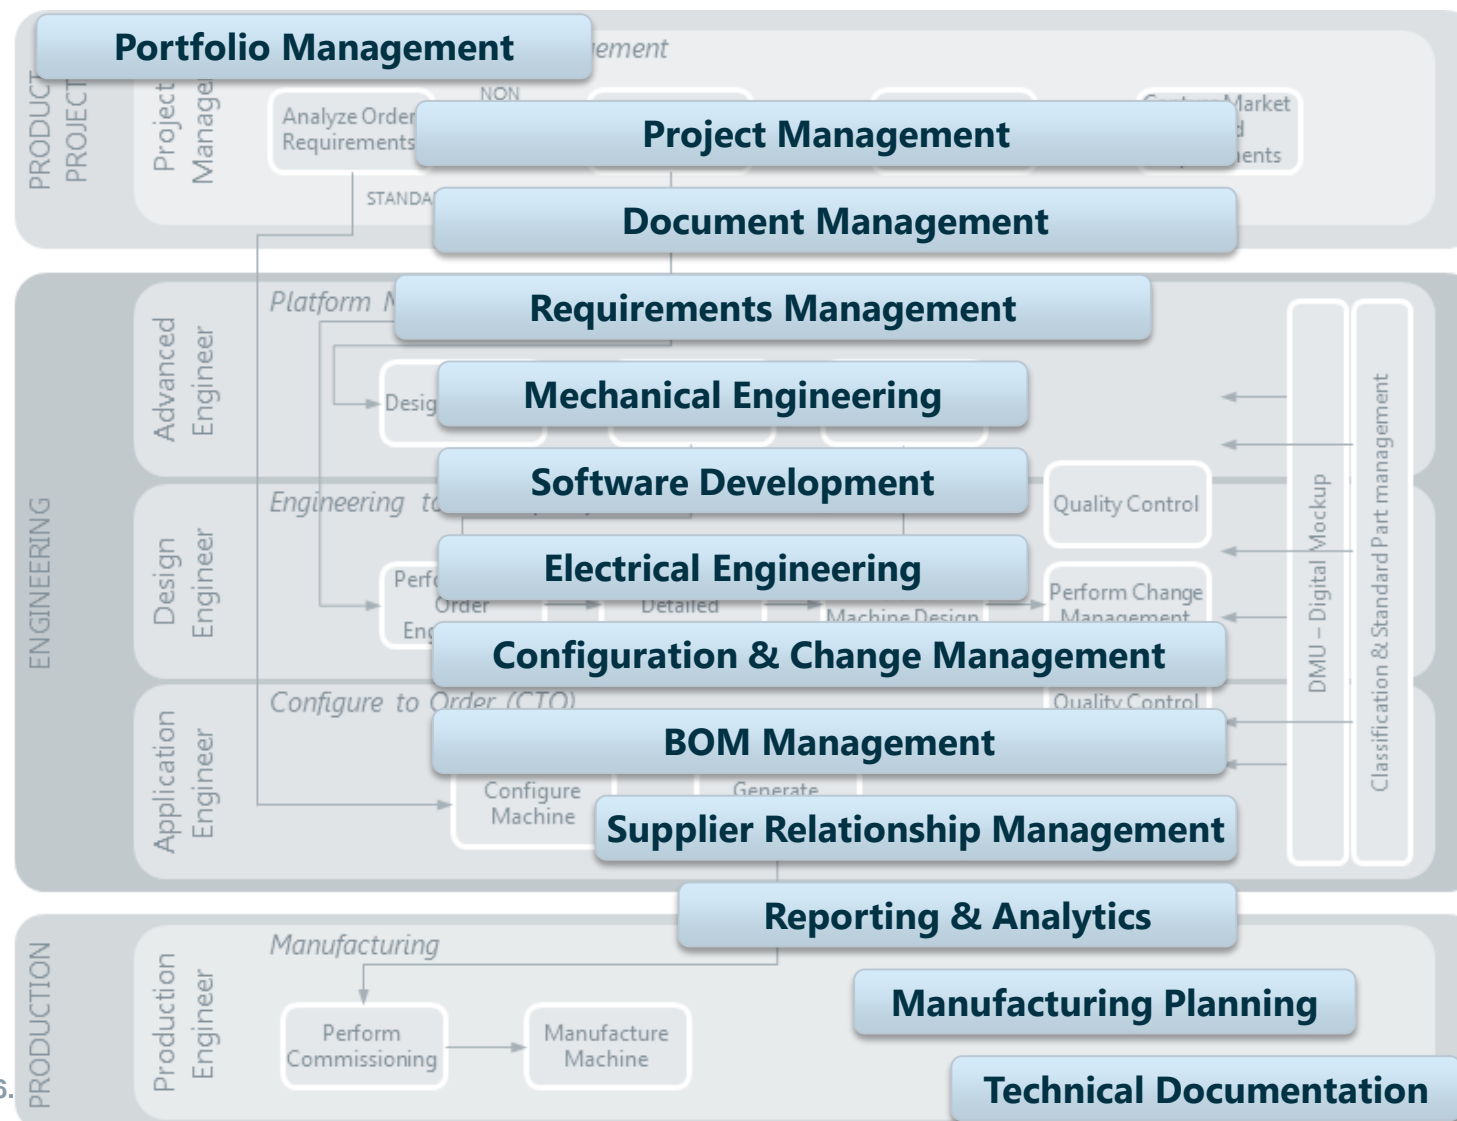 Portfolio Management
Project Management
Document Management
Requirements Management
Mechanical Engineering
Software Development
Electrical Engineering
Configuration & Change Management
BOM Management
Supplier Relationship Management
Reporting & Analytics
Manufacturing Planning
Technical Documentation
PRODUCT
PROJECT
Project
Analyze Order
Requirements
NON
Market
ENGINEERING
Advanced
Engineer
Platform
Design
Engineer
Engineering
Order
Detailed
Machine Design
Quality Control
Perform Change
Management
Application
Engineer
Configure to Order (CTO)
Quality Control
Configure
Machine
Generate
DMU – Digital Mockup
Classification & Standard Part management
PRODUCTION
Production
Engineer
Manufacturing
Perform
Commissioning
Manufacture
Machine
6.